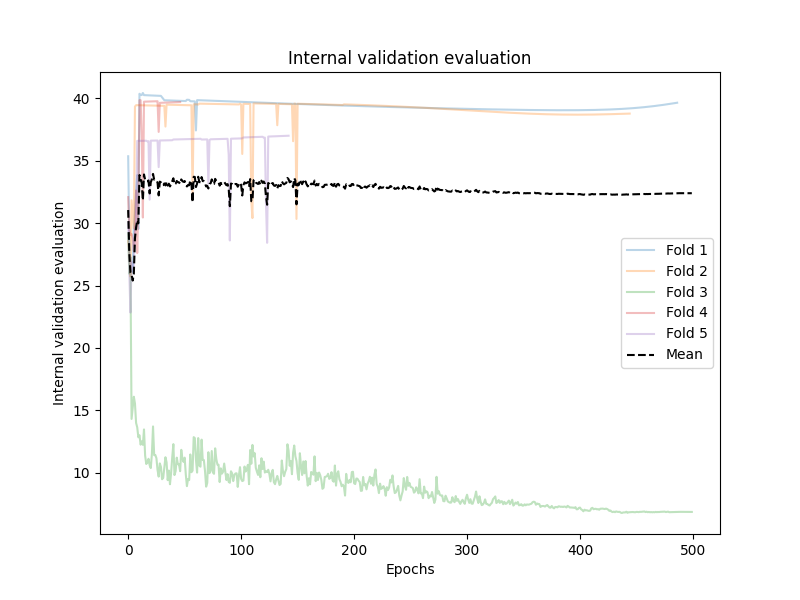 Internal validation evaluation
Internal validation evaluation
40
35
30
25
20
15
10
0 100 200 300 400 500
Epochs
Fold 1
Fold 2
Fold 3
Fold 4
Fold 5
Mean